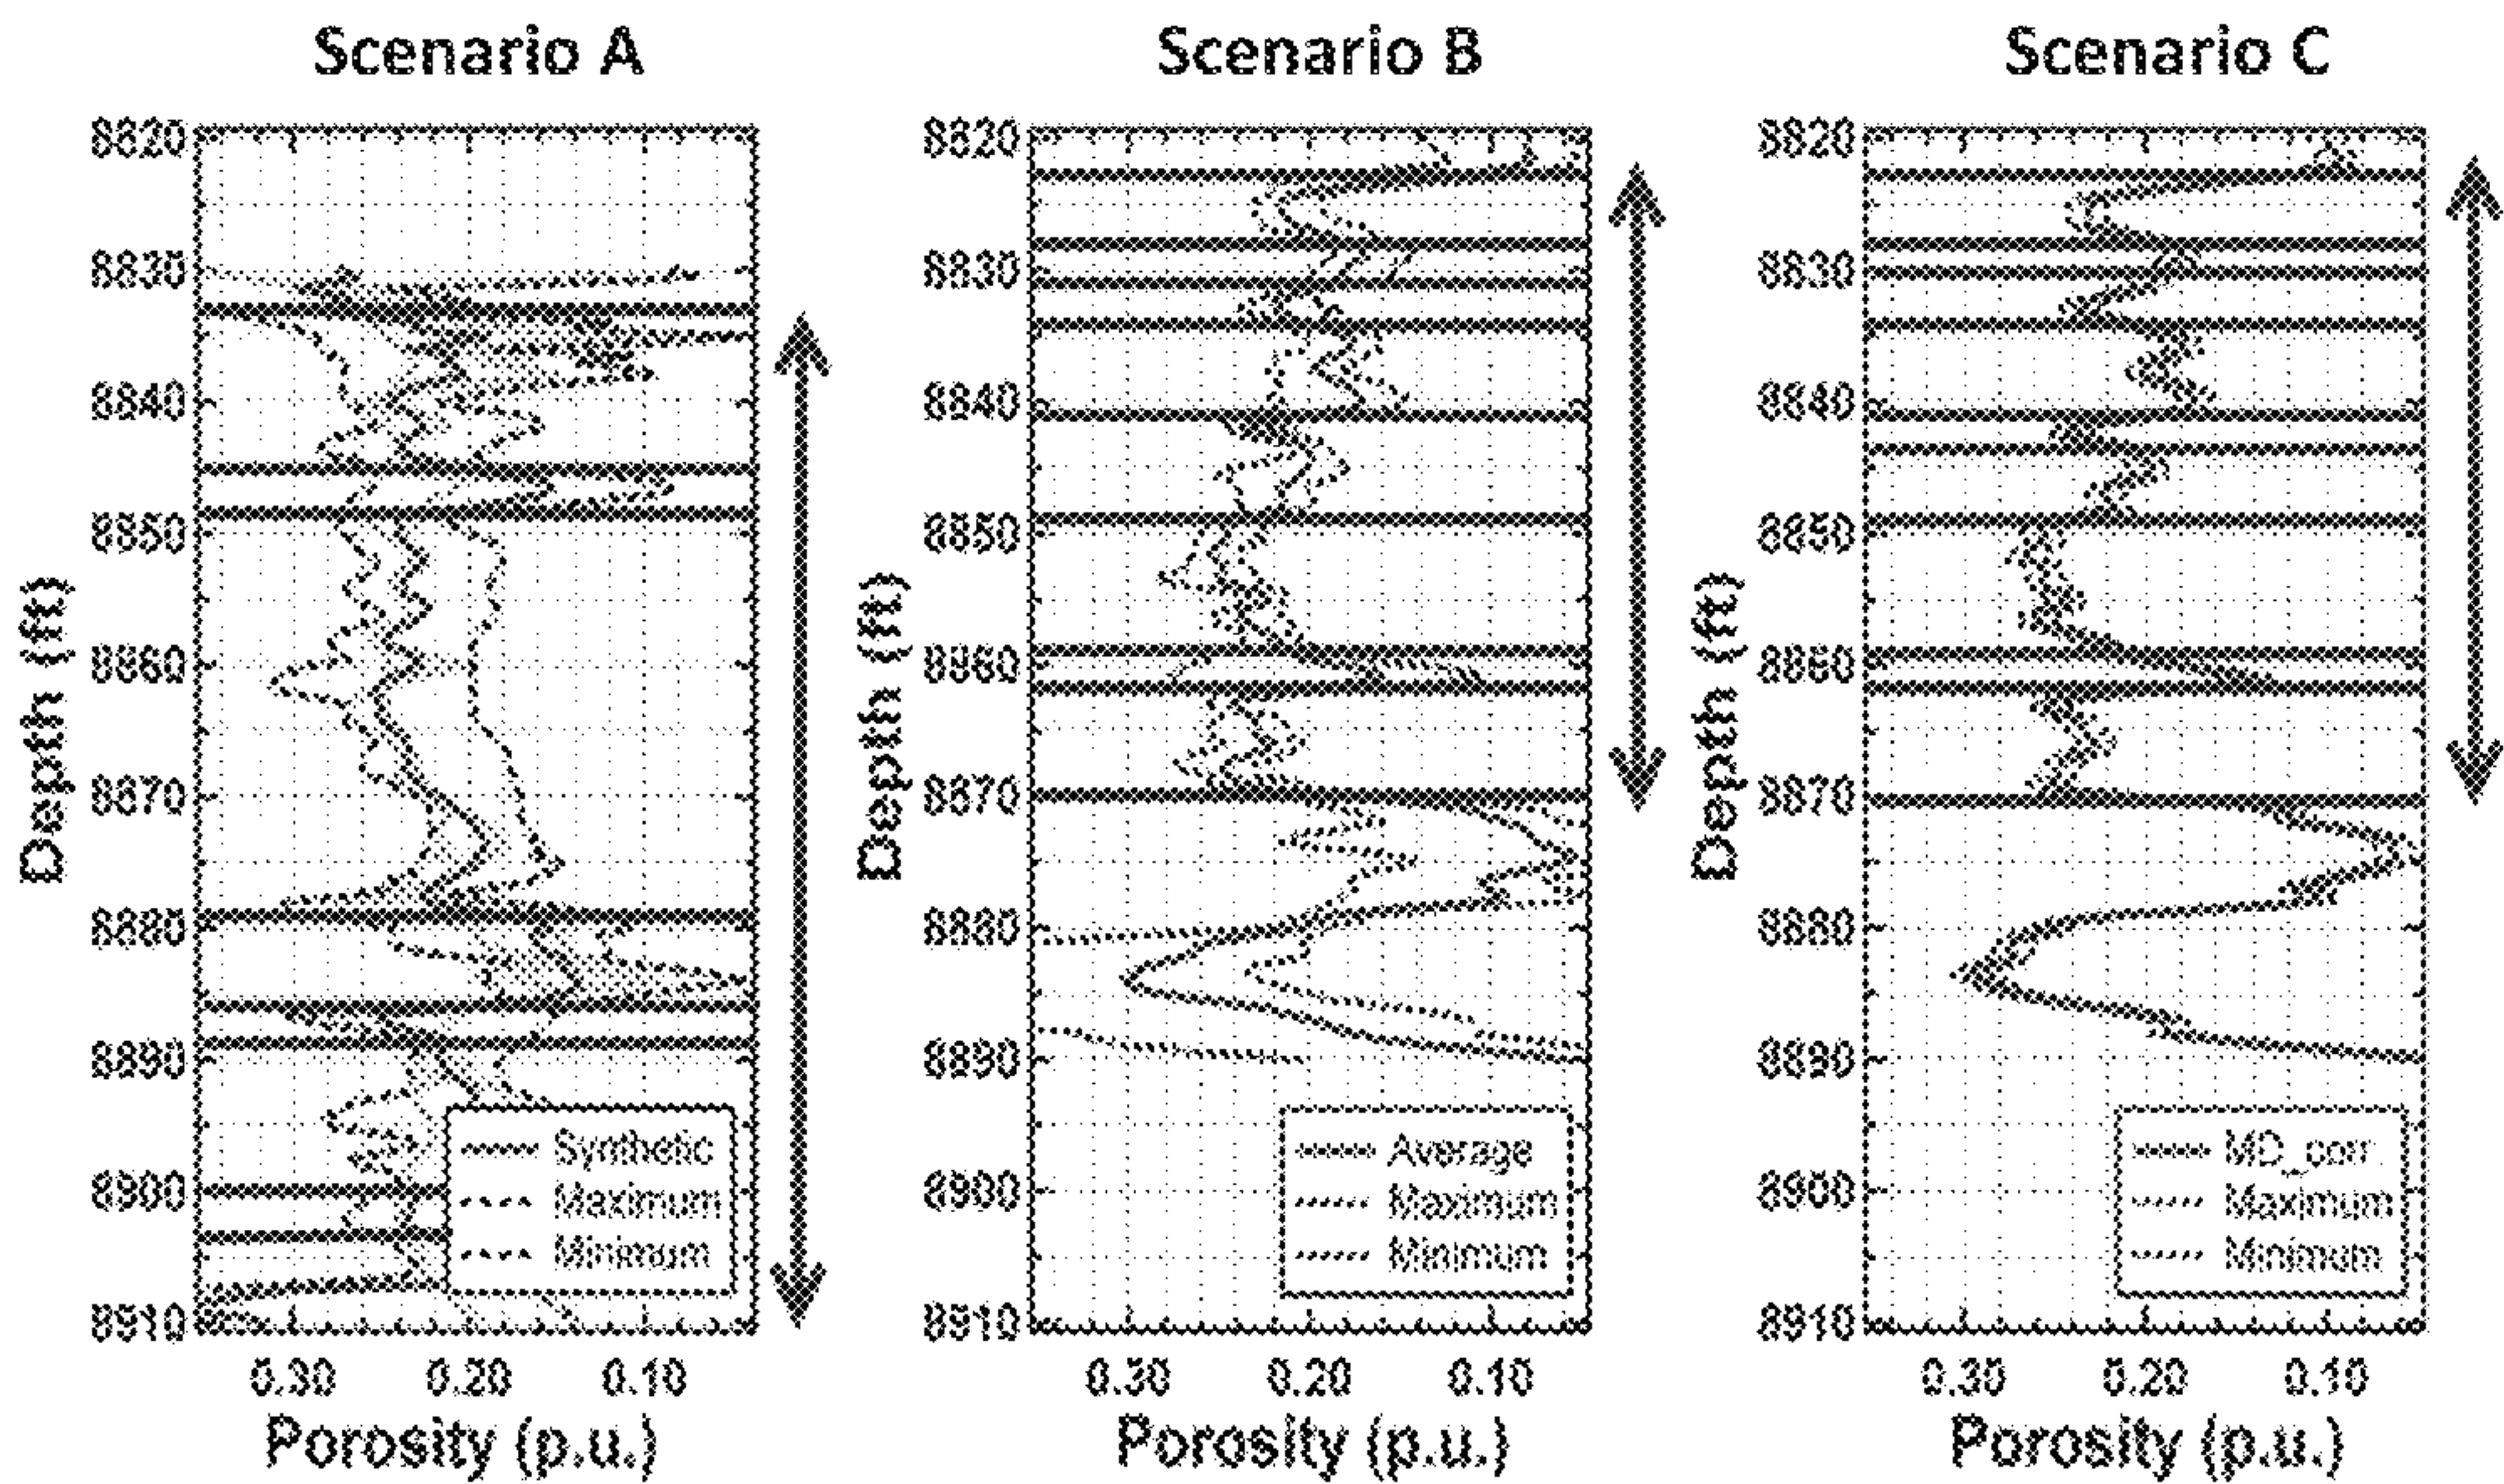 Scenario A
Scenario B
Scenario C
8820
8830
8840
8850
8860
8870
8880
8890
8900
8910
Depth (ft)
0.30 0.20 0.10
Porosity (p.u.)
Synthetic
Maximum
Minimum
8820
8830
8840
8850
8860
8870
8880
8890
8900
8910
Depth (ft)
0.30 0.20 0.10
Porosity (p.u.)
Average
Maximum
Minimum
8820
8830
8840
8850
8860
8870
8880
8890
8900
8910
Depth (ft)
0.30 0.20 0.10
Porosity (p.u.)
MD_corr
Maximum
Minimum